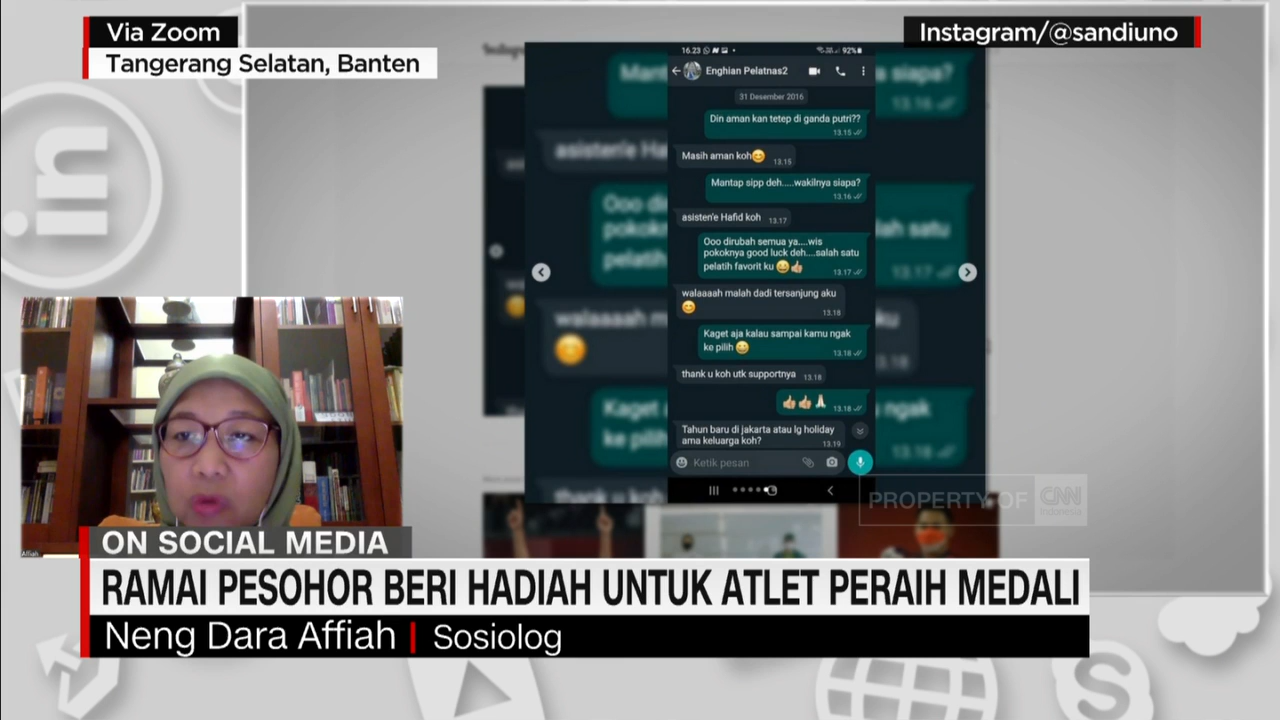 Via Zoom
Tangerang Selatan, Banten
Instagram/@sandiuno
16.23
92%
Enghian Pelatnas2
31 Desember 2016
Din aman kan tetep di ganda putri??
13.15
Masih aman koh😊
13.15
Mantap sipp deh.....wakilnya siapa?
13.16
asisten'e Hafid koh
13.17
Ooo dirubah semua ya....wis
pokoknya good luck deh....salah satu
pelatih favorit ku 😄👍🏼
13.17
walaaaah malah dadi tersanjung aku
😊
13.18
Kaget aja kalau sampai kamu ngak
ke pilih 😄
13.18
thank u koh utk supportnya
13.18
👍🏼👍🏼🙏🏼
13.18
Tahun baru di jakarta atau lg holiday
ama keluarga koh?
13.19
Ketik pesan
PROPERTY OF CNN
Indonesia
in
Affiah
ON SOCIAL MEDIA
RAMAI PESOHOR BERI HADIAH UNTUK ATLET PERAIH MEDALI
Neng Dara Affiah | Sosiolog